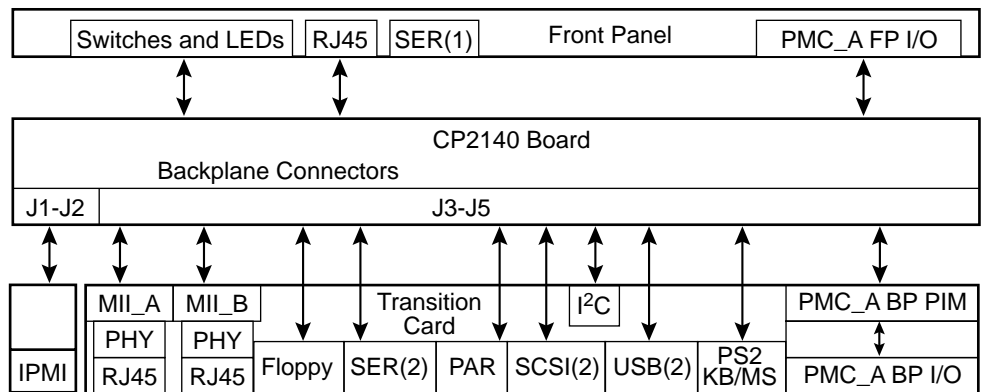 Switches and LEDs RJ45 SER(1) Front Panel PMC_A FP I/O
CP2140 Board
Backplane Connectors
J1-J2 J3-J5
MII_A MII_B Transition Card I²C PMC_A BP PIM
PHY PHY
IPMI RJ45 RJ45 Floppy SER(2) PAR SCSI(2) USB(2) PS2 KB/MS PMC_A BP I/O